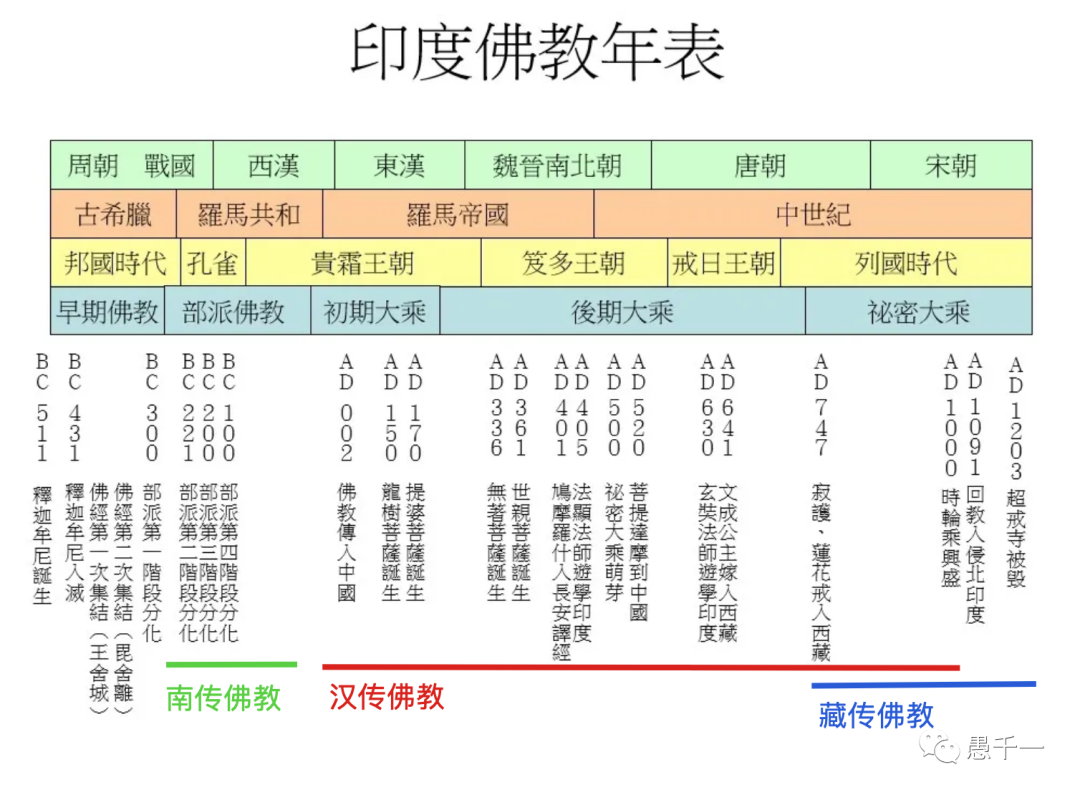 印度佛教年表
周朝 戰國 西漢 東漢 魏晉南北朝 唐朝 宋朝
古希臘 羅馬共和 羅馬帝國 中世紀
邦國時代 孔雀 貴霜王朝 笈多王朝 戒日王朝 列國時代
早期佛教 部派佛教 初期大乘 後期大乘 祕密大乘
BC 511 釋迦牟尼誕生
BC 431 釋迦牟尼入滅
佛經第一次集結(王舍城)
佛經第二次集結(毘舍離)
BC 300 部派第一階段分化
BC 221 部派第二階段分化
BC 200 部派第三階段分化
BC 100 部派第四階段分化
AD 002 佛教傳入中國
AD 150 龍樹菩薩誕生
AD 170 提婆菩薩誕生
AD 336 無著菩薩誕生
AD 361 世親菩薩誕生
AD 401 鳩摩羅什入長安譯經
AD 405 法顯法師遊學印度
AD 500 祕密大乘萌芽
AD 520 菩提達摩到中國
AD 630 玄奘法師遊學印度
AD 641 文成公主嫁入西藏
AD 747 寂護、蓮花戒入西藏
AD 1000 時輪乘興盛
AD 1091 回教入侵北印度
AD 1203 超戒寺被毀
南传佛教
汉传佛教
藏传佛教
愚千一